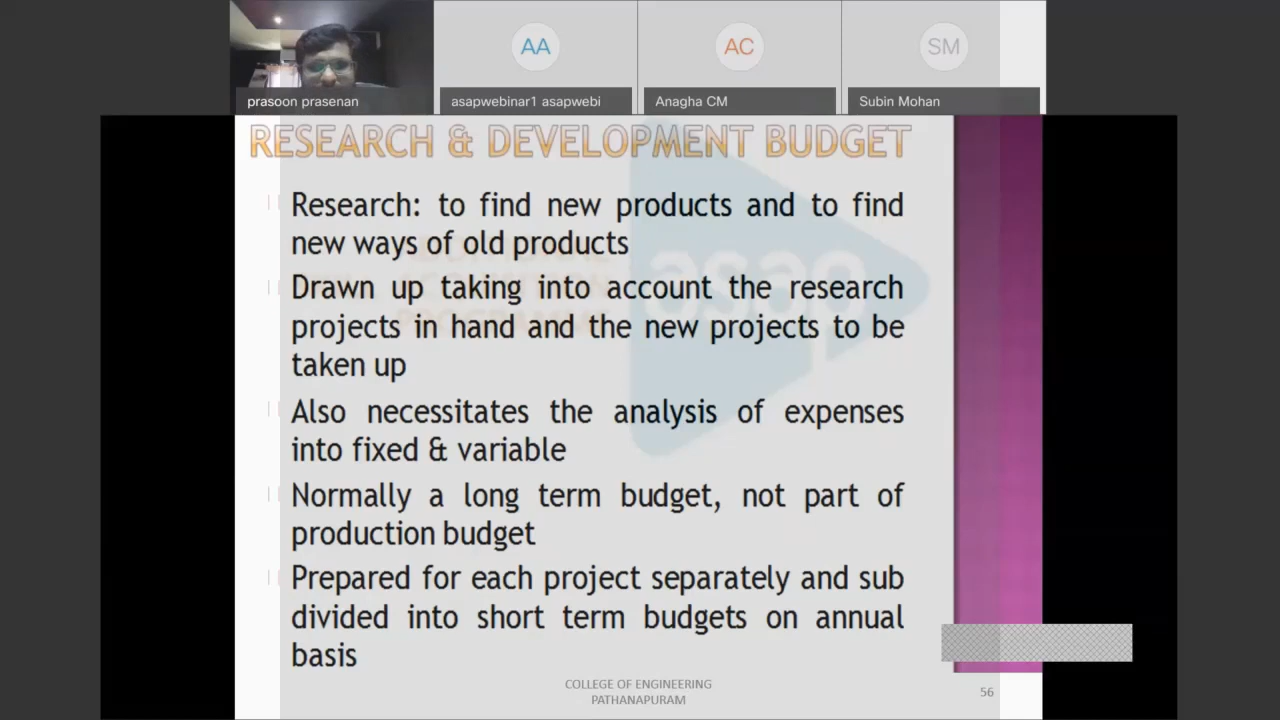 AA
AC
SM
prasoon prasenan
asapwebinar1 asapwebi
Anagha CM
Subin Mohan
RESEARCH & DEVELOPMENT BUDGET
Research: to find new products and to find
new ways of old products
Drawn up taking into account the research
projects in hand and the new projects to be
taken up
Also necessitates the analysis of expenses
into fixed & variable
Normally a long term budget, not part of
production budget
Prepared for each project separately and sub
divided into short term budgets on annual
basis
asap
COLLEGE OF ENGINEERING
PATHANAPURAM
56